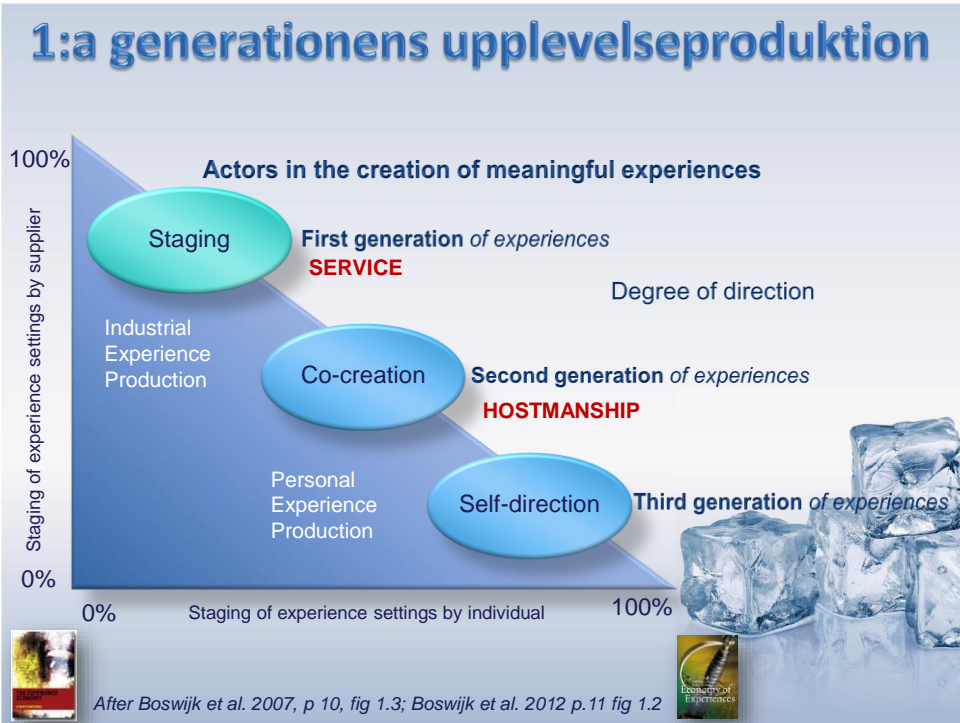 1:a generationens upplevelseproduktion
100%
Actors in the creation of meaningful experiences
Staging of experience settings by supplier
Staging
First generation of experiences
SERVICE
Degree of direction
Industrial
Experience
Production
Co-creation
Second generation of experiences
HOSTMANSHIP
Personal
Experience
Production
Self-direction
Third generation of experiences
0%
0%
Staging of experience settings by individual
100%
THE EXPERIENCE
ECONOMY
Economy of
Experiences
After Boswijk et al. 2007, p 10, fig 1.3; Boswijk et al. 2012 p.11 fig 1.2